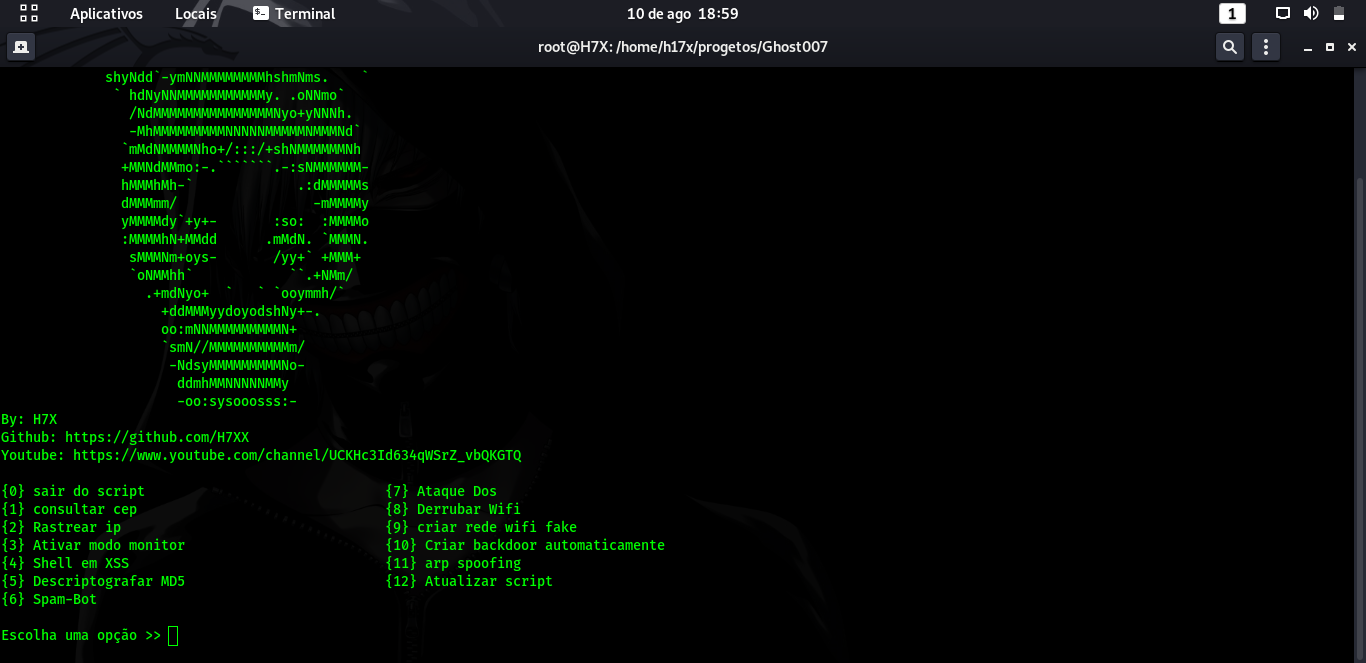 Aplicativos Locais Terminal 10 de ago 18:59 1
root@H7X: /home/h17x/progetos/Ghost007
shyNdd`-ymNNMMMMMMMMhshmNms.    `
` hdNyNNMMMMMMMMMMMy. .oNNmo`
/NdMMMMMMMMMMMMMMMNyo+yNNNh.
-MhMMMMMMMMMNNNNNMMMMMNMMMNd`
`mMdNMMMMNho+/:::/+shNMMMMMMNh
+MMNdMMmo:-.```````.-:sNMMMMMM-
hMMMhMh-`             .:dMMMMMs
dMMMmm/                 -mMMMMy
yMMMMdy`+y+-       :so:  :MMMMo
:MMMMhN+MMdd      .mMdN. `MMMN.
sMMMNm+oys-       /yy+` +MMM+
`oNMMhh`            ``.+NMm/
.+mdNyo+  `   ` `ooymmh/`
+ddMMMyydoyodshNy+-.
oo:mNNMMMMMMMMMN+
`smN//MMMMMMMMMMm/
-NdsyMMMMMMMMMNo-
ddmhMMNNNNNMMy
-oo:sysooosss:-
By: H7X
Github: https://github.com/H7XX
Youtube: https://www.youtube.com/channel/UCKHc3Id634qWSrZ_vbQKGTQ
{0} sair do script {7} Ataque Dos
{1} consultar cep {8} Derrubar Wifi
{2} Rastrear ip {9} criar rede wifi fake
{3} Ativar modo monitor {10} Criar backdoor automaticamente
{4} Shell em XSS {11} arp spoofing
{5} Descriptografar MD5 {12} Atualizar script
{6} Spam-Bot
Escolha uma opção >>